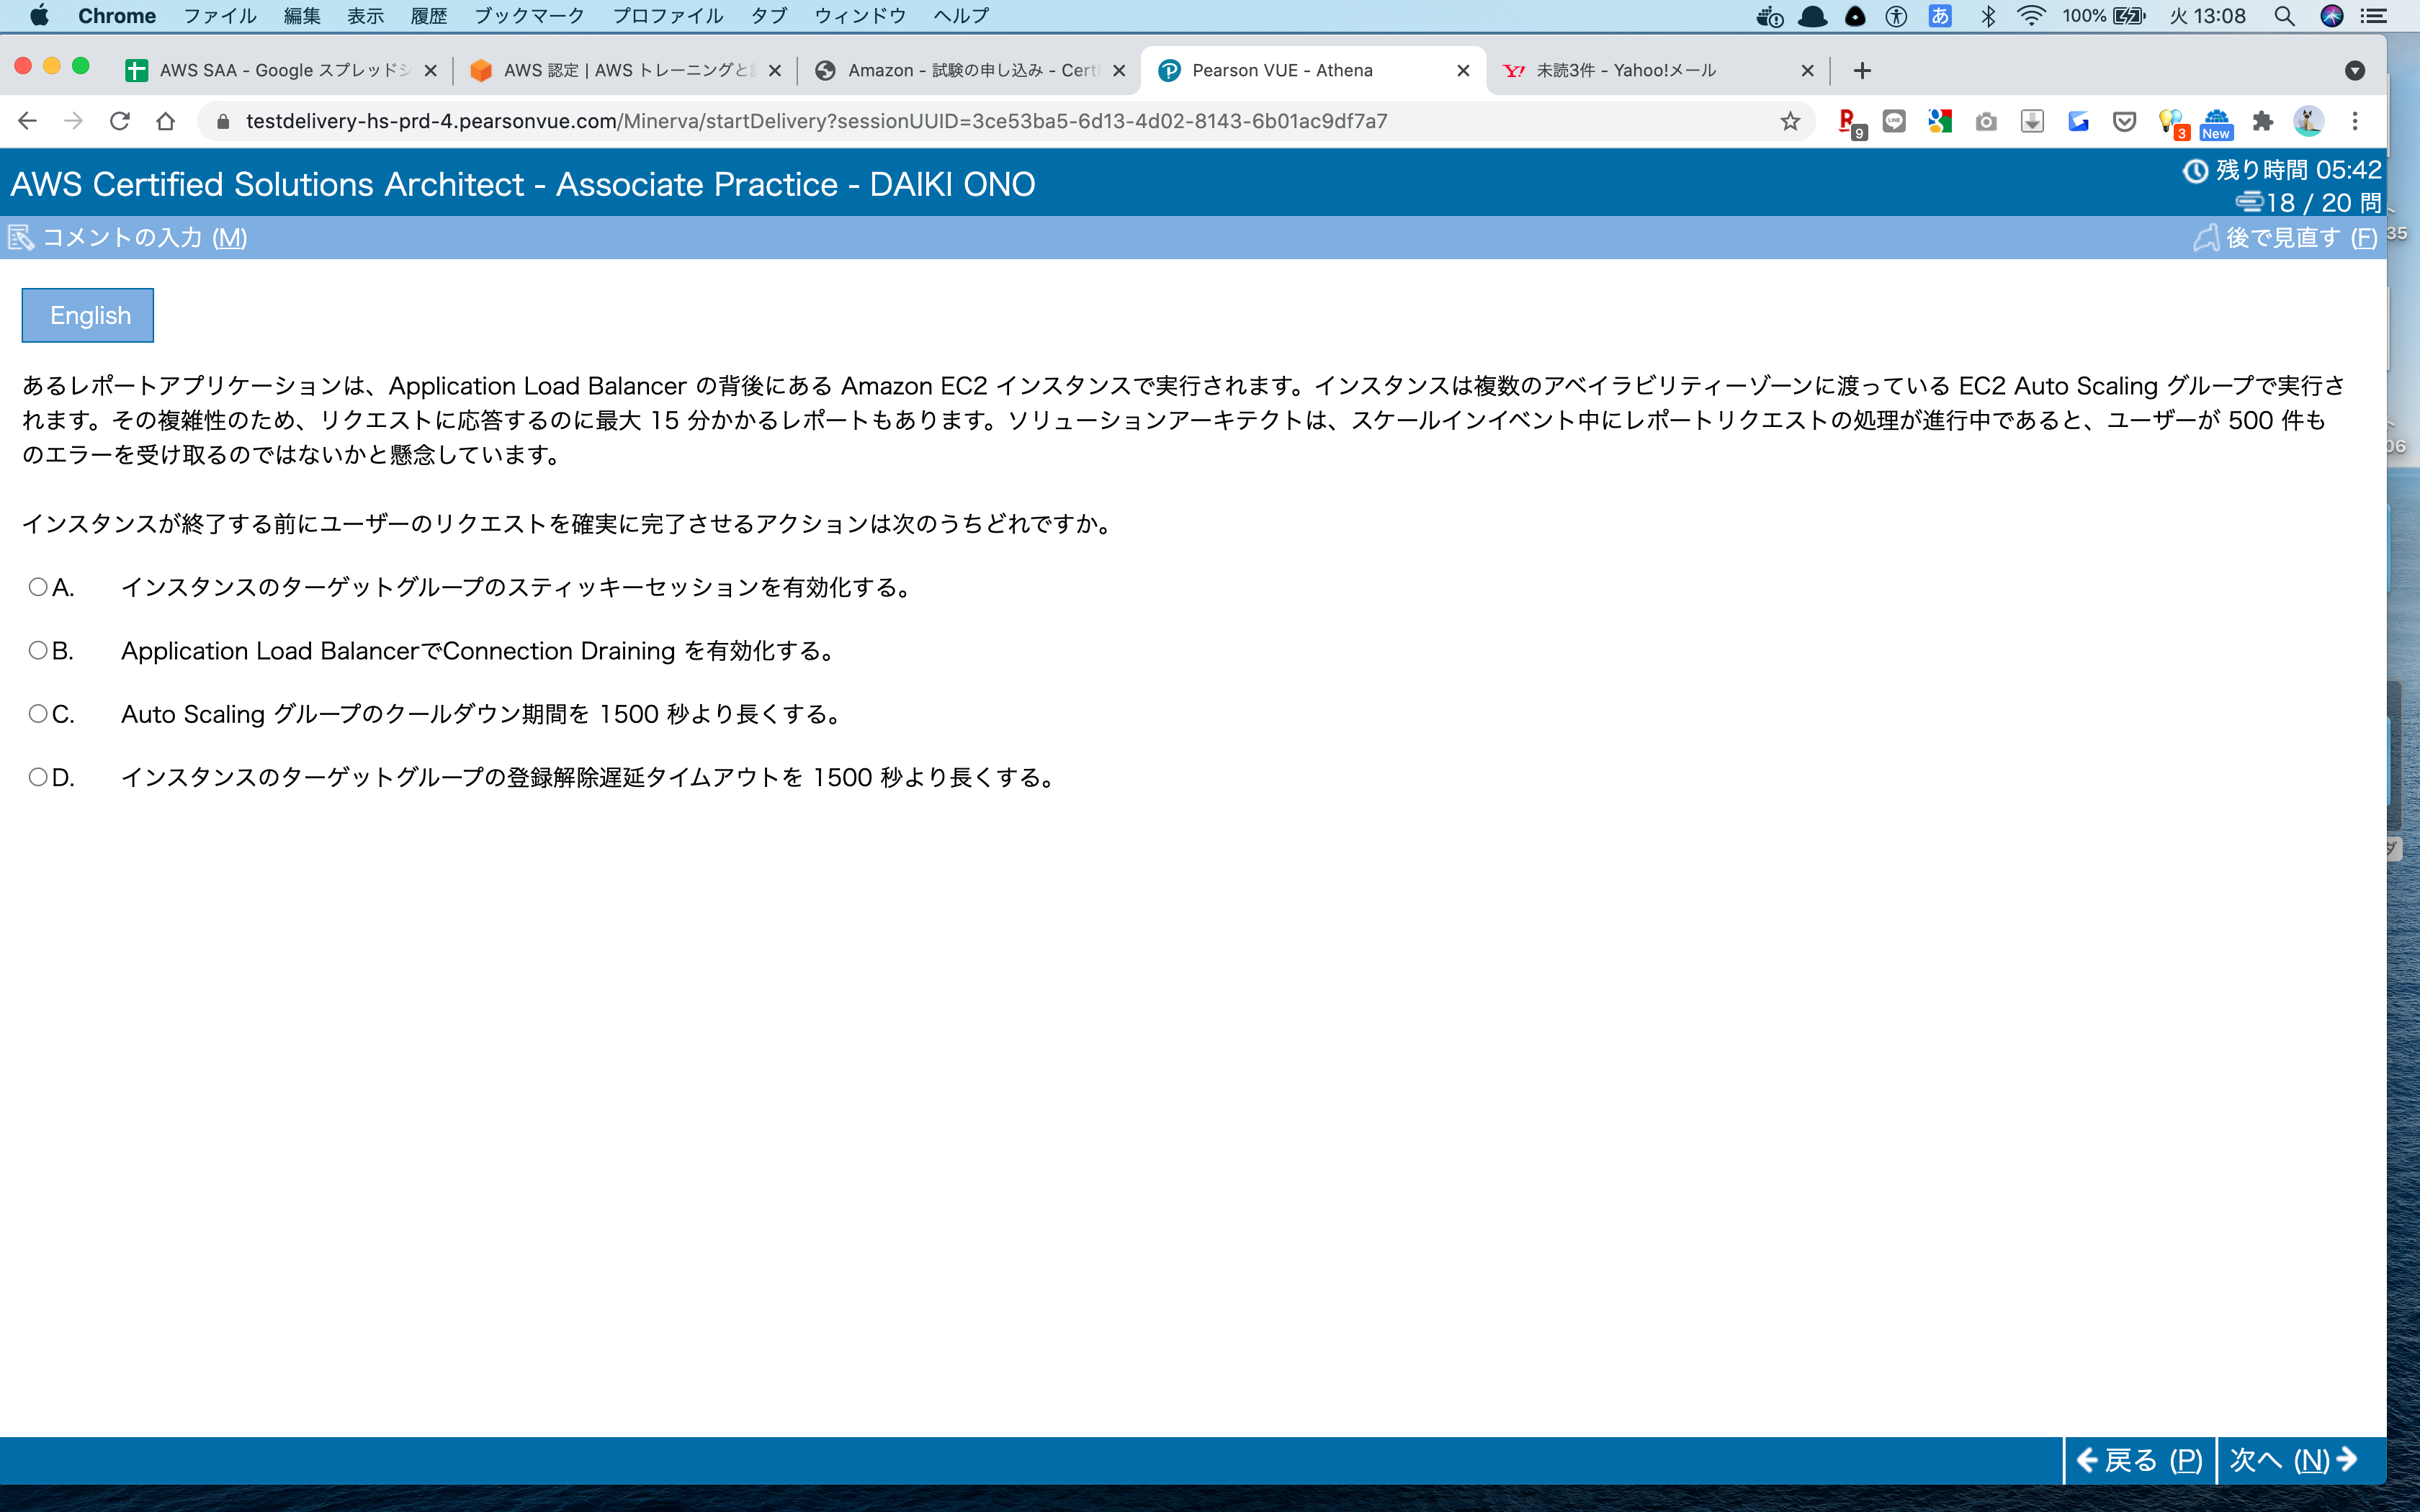 Chrome ファイル 編集 表示 履歴 ブックマーク プロファイル タブ ウィンドウ ヘルプ あ 100% 火 13:08
AWS SAA - Google スプレッドシ AWS 認定 | AWS トレーニングと Amazon - 試験の申し込み - Cert Pearson VUE - Athena 未読3件 - Yahoo!メール
testdelivery-hs-prd-4.pearsonvue.com/Minerva/startDelivery?sessionUUID=3ce53ba5-6d13-4d02-8143-6b01ac9df7a7 9 LINE 3 New
AWS Certified Solutions Architect - Associate Practice - DAIKI ONO
残り時間 05:42
18 / 20 問
コメントの入力 (M)
後で見直す (F)
35
English
あるレポートアプリケーションは、Application Load Balancer の背後にある Amazon EC2 インスタンスで実行されます。インスタンスは複数のアベイラビリティーゾーンに渡っている EC2 Auto Scaling グループで実行さ
れます。その複雑性のため、リクエストに応答するのに最大 15 分かかるレポートもあります。ソリューションアーキテクトは、スケールインイベント中にレポートリクエストの処理が進行中であると、ユーザーが 500 件も
のエラーを受け取るのではないかと懸念しています。
06
インスタンスが終了する前にユーザーのリクエストを確実に完了させるアクションは次のうちどれですか。
A. インスタンスのターゲットグループのスティッキーセッションを有効化する。
B. Application Load BalancerでConnection Draining を有効化する。
C. Auto Scaling グループのクールダウン期間を 1500 秒より長くする。
D. インスタンスのターゲットグループの登録解除遅延タイムアウトを 1500 秒より長くする。
ダ
戻る (P) 次へ (N)